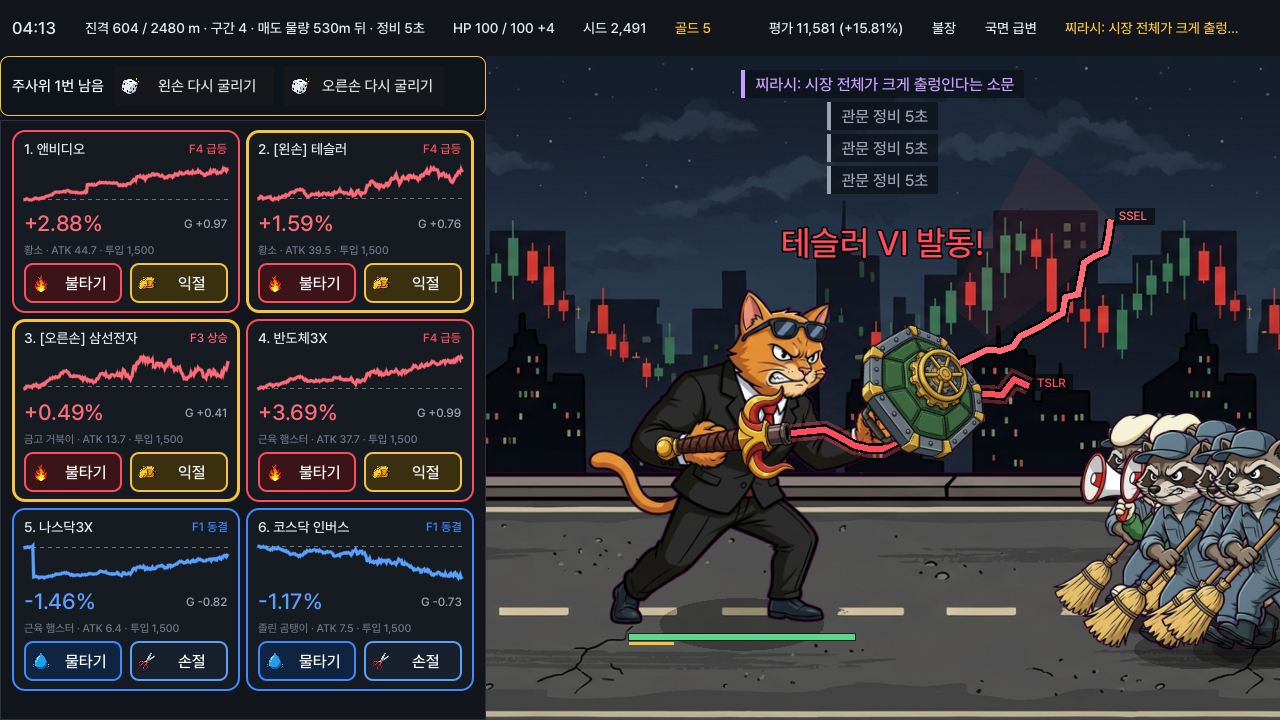 04:13 진격 604 / 2480 m · 구간 4 · 매도 물량 530m 뒤 · 정비 5초 HP 100 / 100 +4 시드 2,491 골드 5 평가 11,581 (+15.81%) 불장 국면 급변 찌라시: 시장 전체가 크게 출렁...
주사위 1번 남음 왼손 다시 굴리기 오른손 다시 굴리기
1. 앤비디오 F4 급등
+2.88% G +0.97
황소 · ATK 44.7 · 투입 1,500
불타기 익절
2. [왼손] 테슬러 F4 급등
+1.59% G +0.76
황소 · ATK 39.5 · 투입 1,500
불타기 익절
3. [오른손] 삼선전자 F3 상승
+0.49% G +0.41
금고 거북이 · ATK 13.7 · 투입 1,500
불타기 익절
4. 반도체3X F4 급등
+3.69% G +0.99
근육 햄스터 · ATK 37.7 · 투입 1,500
불타기 익절
5. 나스닥3X F1 동결
-1.46% G -0.82
근육 햄스터 · ATK 6.4 · 투입 1,500
물타기 손절
6. 코스닥 인버스 F1 동결
-1.17% G -0.73
졸린 곰탱이 · ATK 7.5 · 투입 1,500
물타기 손절
찌라시: 시장 전체가 크게 출렁인다는 소문
관문 정비 5초
관문 정비 5초
관문 정비 5초
테슬러 VI 발동!
SSEL
TSLR